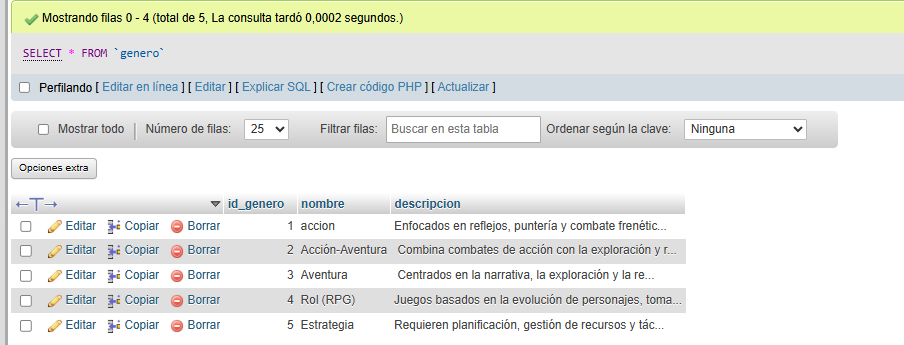 Mostrando filas 0 - 4 (total de 5, La consulta tardó 0,0002 segundos.)
SELECT * FROM `genero`
Perfilando [ Editar en línea ] [ Editar ] [ Explicar SQL ] [ Crear código PHP ] [ Actualizar ]
Mostrar todo Número de filas: 25 Filtrar filas: Buscar en esta tabla Ordenar según la clave: Ninguna
Opciones extra
id_genero nombre descripcion
Editar Copiar Borrar 1 accion Enfocados en reflejos, puntería y combate frenétic...
Editar Copiar Borrar 2 Acción-Aventura Combina combates de acción con la exploración y r...
Editar Copiar Borrar 3 Aventura Centrados en la narrativa, la exploración y la re...
Editar Copiar Borrar 4 Rol (RPG) Juegos basados en la evolución de personajes, toma...
Editar Copiar Borrar 5 Estrategia Requieren planificación, gestión de recursos y tác...